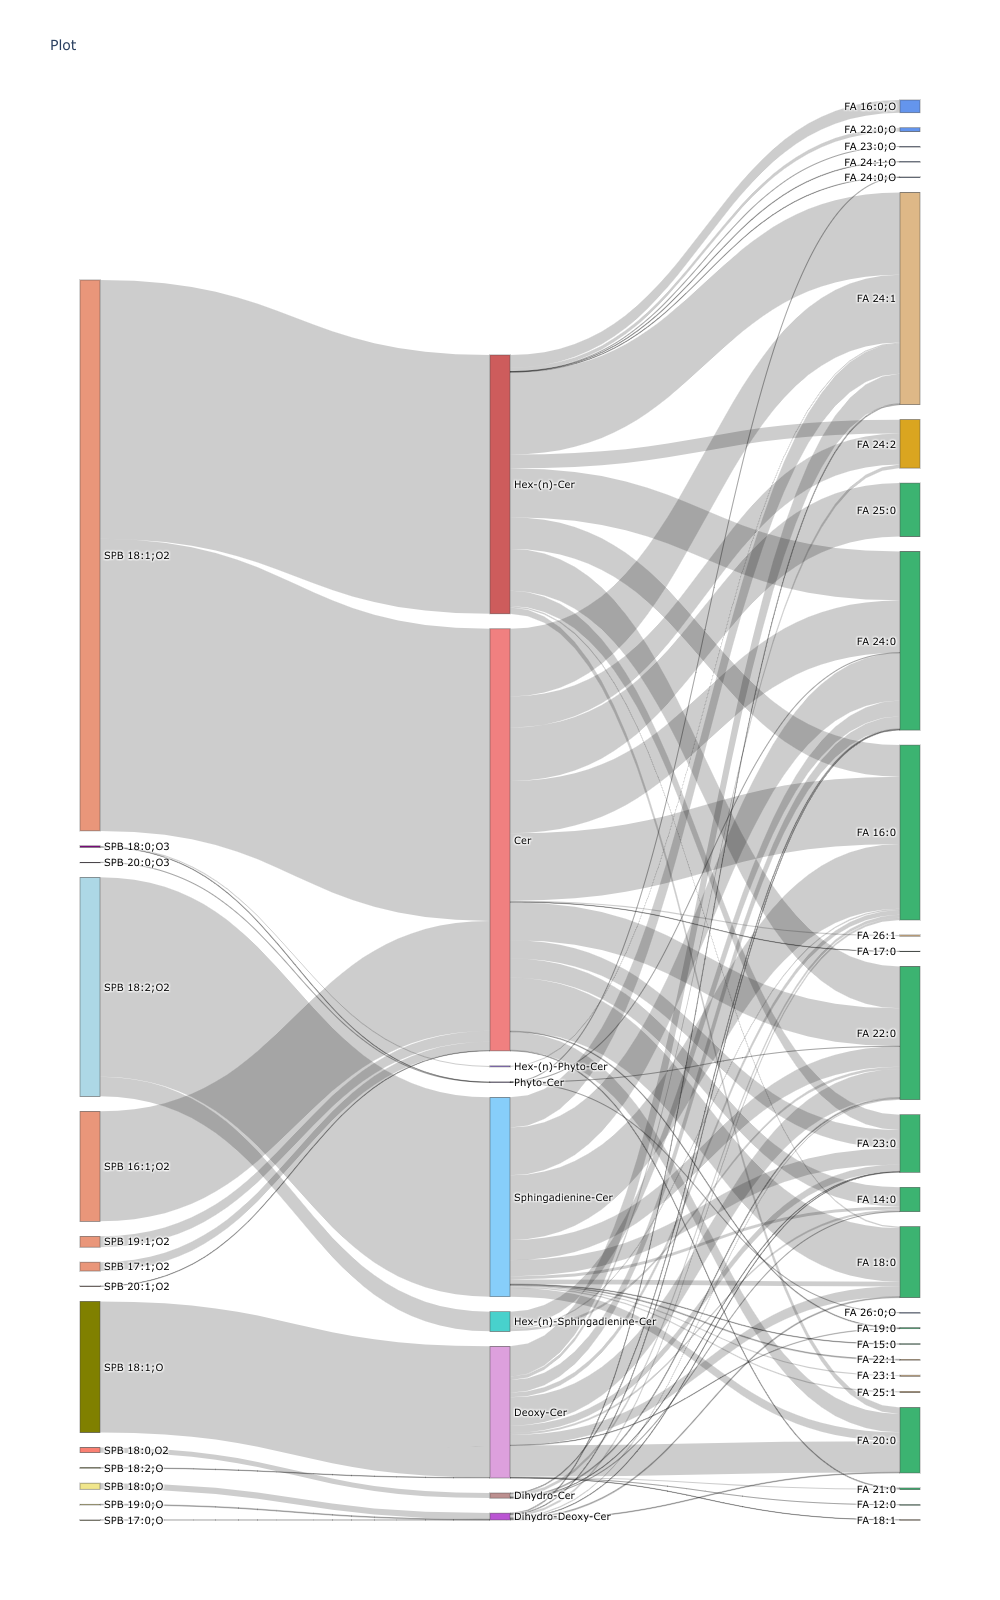 Plot
FA 16:0;O
FA 22:0;O
FA 23:0;O
FA 24:1;O
FA 24:0;O
FA 24:1
FA 24:2
Hex-(n)-Cer
FA 25:0
SPB 18:1;O2
FA 24:0
FA 16:0
Cer
SPB 18:0;O3
SPB 20:0;O3
FA 26:1
FA 17:0
SPB 18:2;O2
FA 22:0
Hex-(n)-Phyto-Cer
Phyto-Cer
FA 23:0
SPB 16:1;O2
Sphingadienine-Cer
FA 14:0
SPB 19:1;O2
FA 18:0
SPB 17:1;O2
SPB 20:1;O2
FA 26:0;O
Hex-(n)-Sphingadienine-Cer
FA 19:0
FA 15:0
FA 22:1
SPB 18:1;O
FA 23:1
FA 25:1
Deoxy-Cer
FA 20:0
SPB 18:0;O2
SPB 18:2;O
SPB 18:0;O
FA 21:0
Dihydro-Cer
SPB 19:0;O
FA 12:0
Dihydro-Deoxy-Cer
SPB 17:0;O
FA 18:1